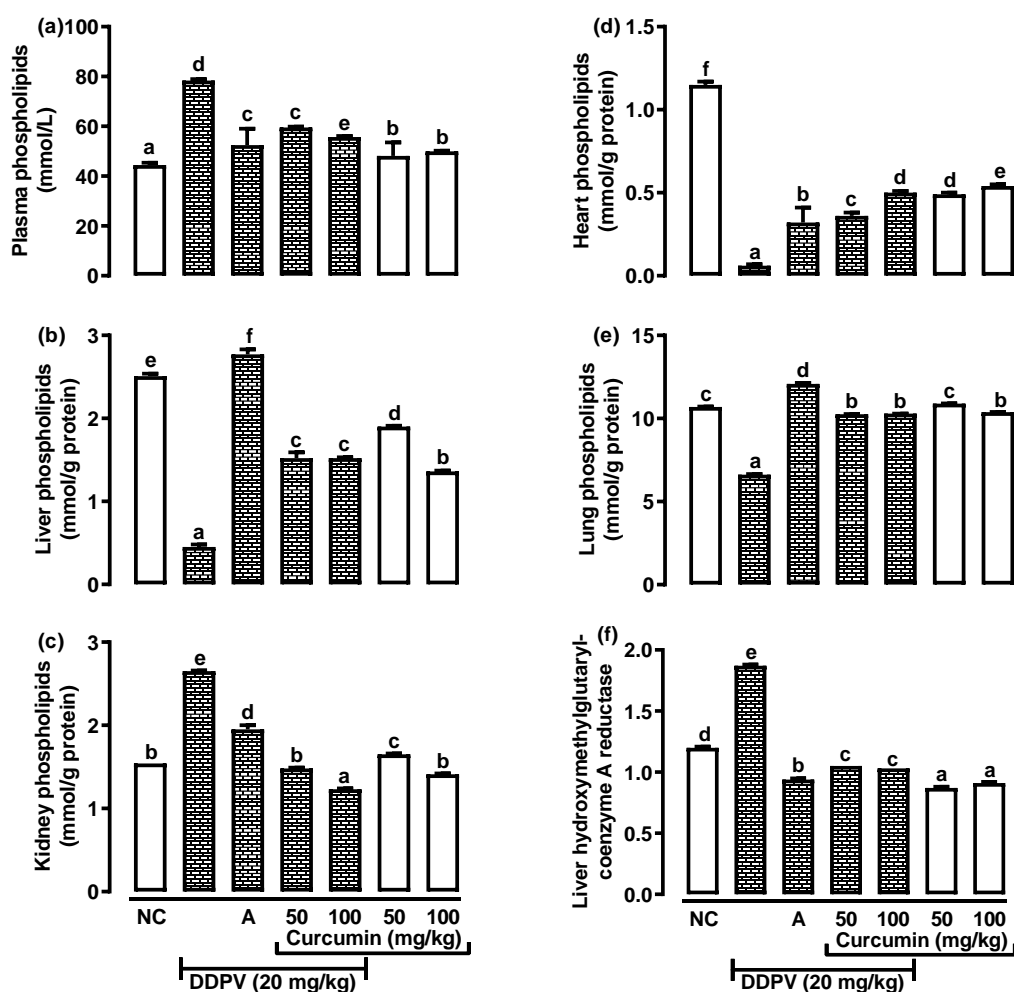 (a)
Plasma phospholipids
(mmol/L)
100
80
60
40
20
0
a
d
c
c
e
b
b
(b)
Liver phospholipids
(mmol/g protein)
3
2
1
0
e
a
f
c
c
d
b
(c)
Kidney phospholipids
(mmol/g protein)
3
2
1
0
b
e
d
b
a
c
b
NC
A
50
100
50
100
Curcumin (mg/kg)
DDPV (20 mg/kg)
(d)
Heart phospholipids
(mmol/g protein)
1.5
1.0
0.5
0.0
f
a
b
c
d
d
e
(e)
Lung phospholipids
(mmol/g protein)
15
10
5
0
c
a
d
b
b
c
b
(f)
Liver hydroxymethylglutaryl-
coenzyme A reductase
2.0
1.5
1.0
0.5
0.0
d
e
b
c
c
a
a
NC
A
50
100
50
100
Curcumin (mg/kg)
DDPV (20 mg/kg)